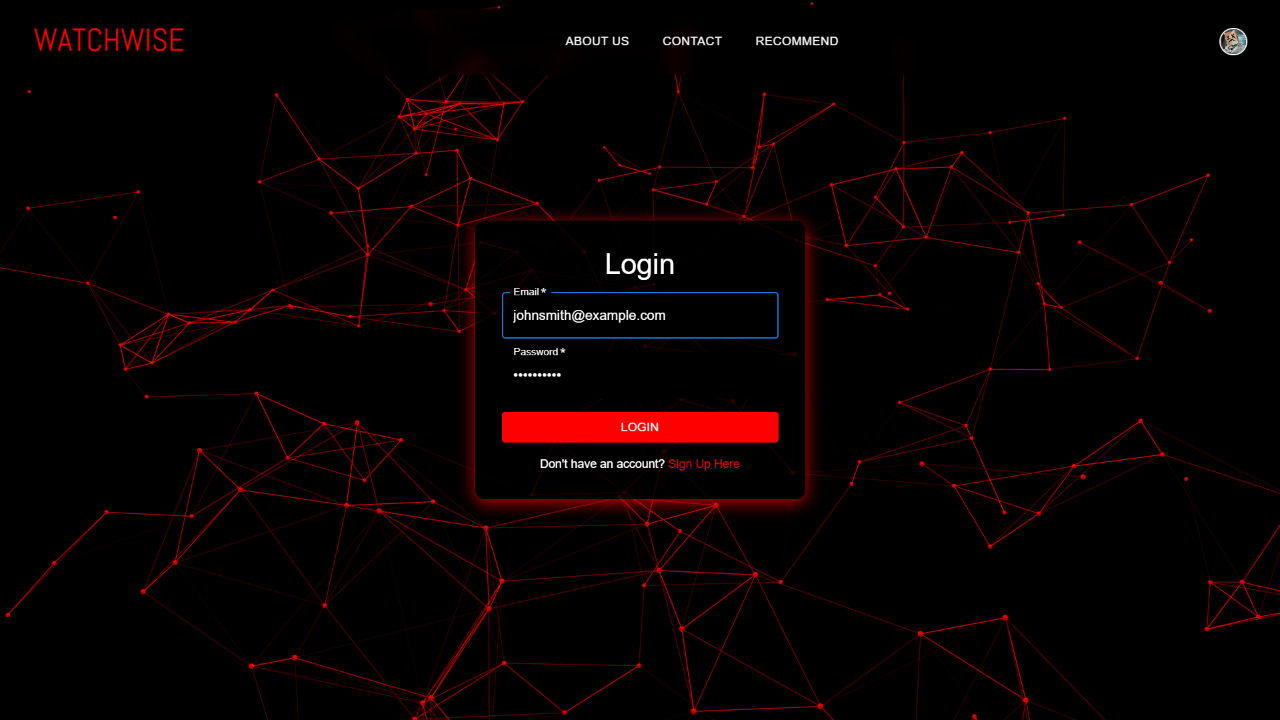 WATCHWISE
ABOUT US
CONTACT
RECOMMEND
Login
Email *
johnsmith@example.com
Password *
••••••••••
LOGIN
Don't have an account? Sign Up Here